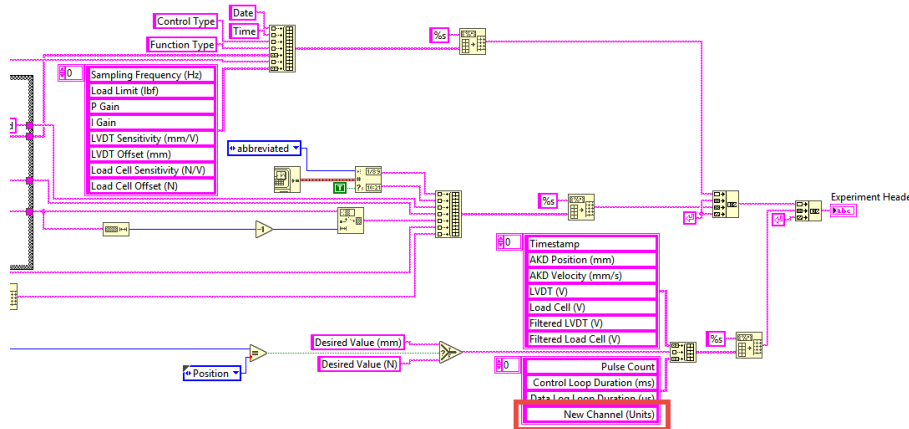 Date
Control Type
Time
Function Type
%s
0
Sampling Frequency (Hz)
Load Limit (lbf)
P Gain
I Gain
LVDT Sensitivity (mm/V)
LVDT Offset (mm)
Load Cell Sensitivity (N/V)
Load Cell Offset (N)
abbreviated
T
%s
Experiment Heade
abc
0
Timestamp
AKD Position (mm)
AKD Velocity (mm/s)
LVDT (V)
Load Cell (V)
Filtered LVDT (V)
Filtered Load Cell (V)
%s
Desired Value (mm)
Desired Value (N)
Position
0
Pulse Count
Control Loop Duration (ms)
Data Log Loop Duration (us)
New Channel (Units)